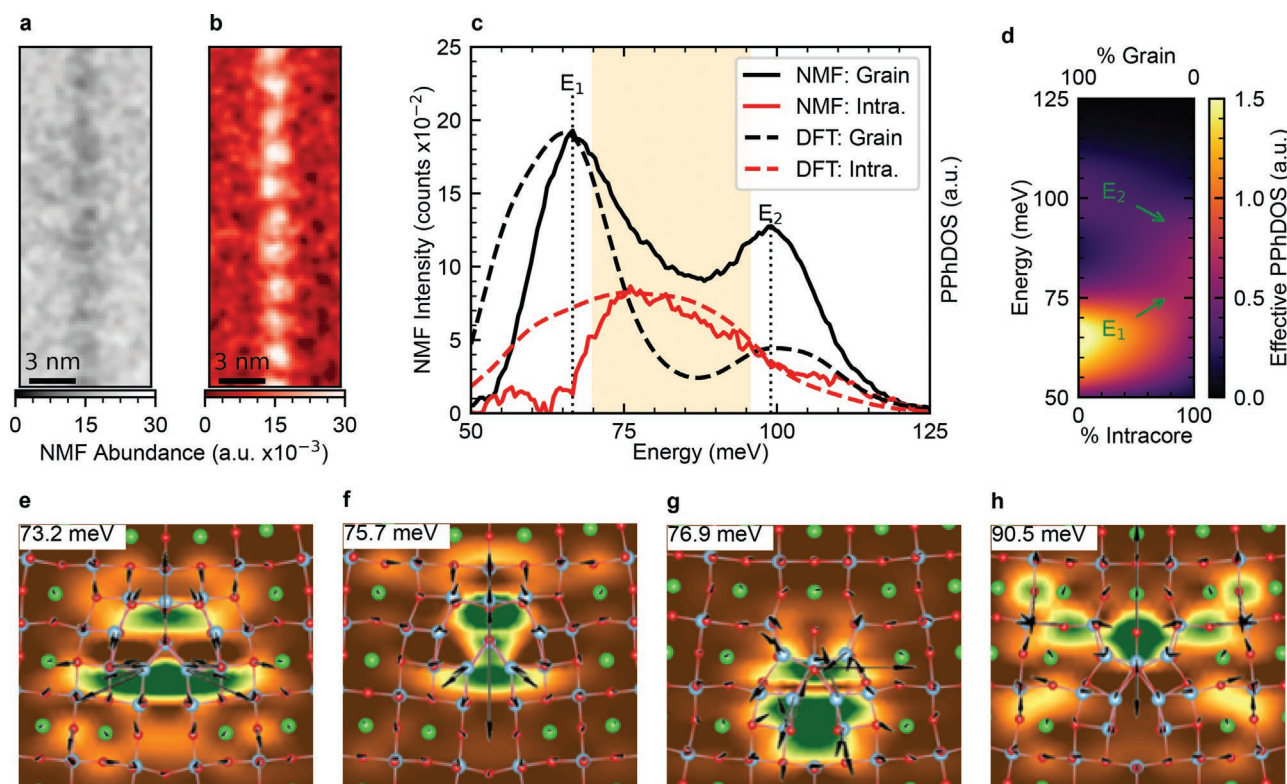 a
b
3 nm
3 nm
0 15 30
0 15 30
NMF Abundance (a.u. x10⁻³)
c
NMF Intensity (counts x10⁻²)
25
20
15
10
5
0
50 75 100 125
Energy (meV)
PPhDOS (a.u.)
E₁
E₂
NMF: Grain
NMF: Intra.
DFT: Grain
DFT: Intra.
d
% Grain
100 0
Energy (meV)
125
100
75
50
E₂
E₁
0 100
% Intracore
1.5
1.0
0.5
0.0
Effective PPhDOS (a.u.)
e
73.2 meV
f
75.7 meV
g
76.9 meV
h
90.5 meV